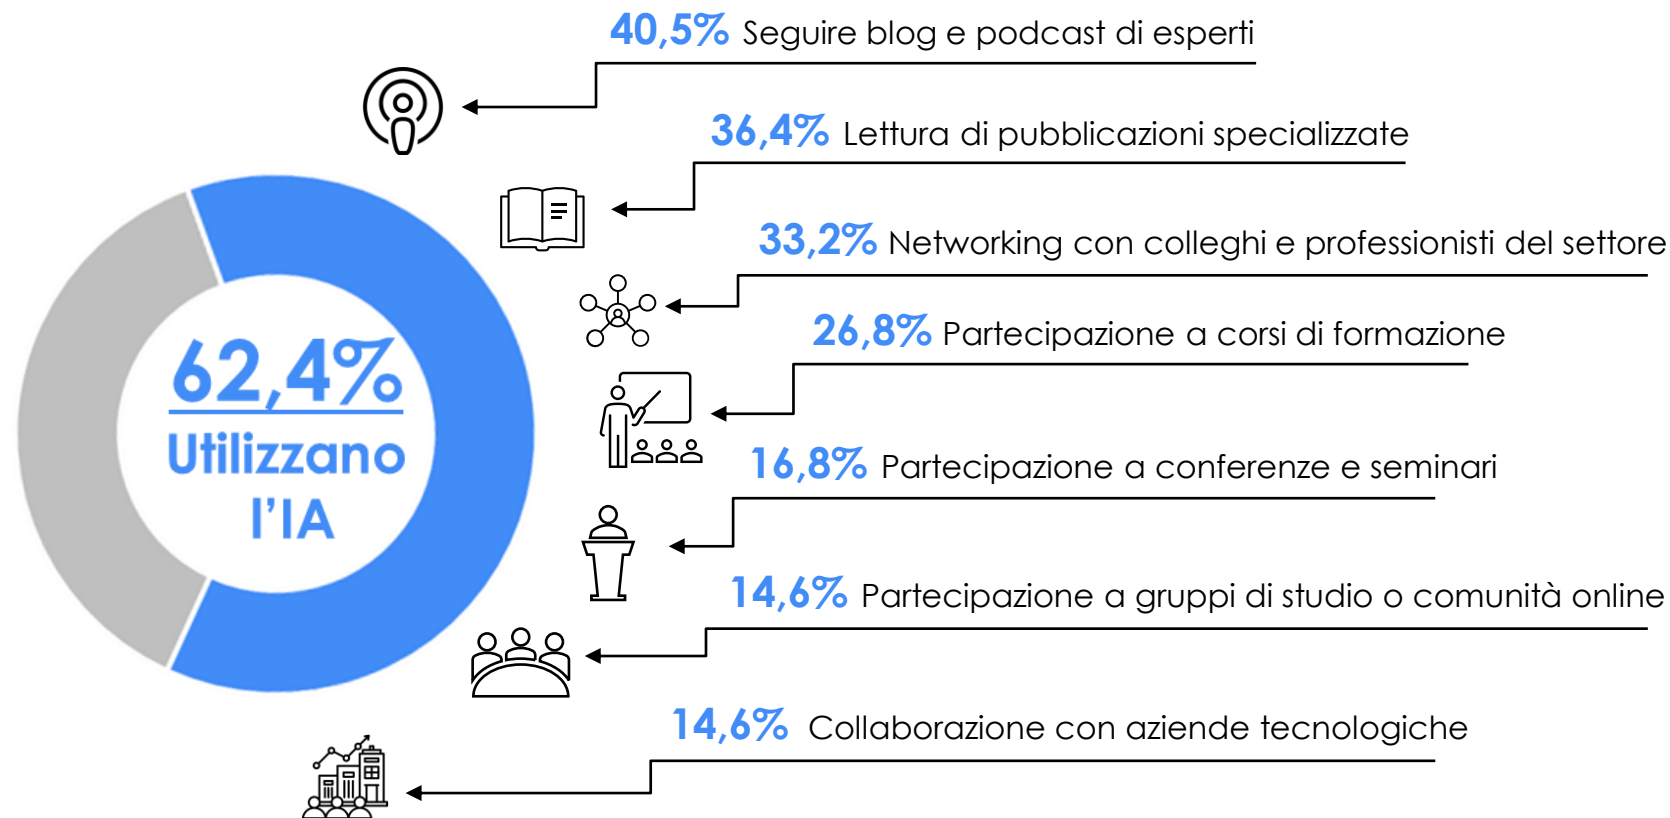 40,5% Seguire blog e podcast di esperti
36,4% Lettura di pubblicazioni specializzate
33,2% Networking con colleghi e professionisti del settore
26,8% Partecipazione a corsi di formazione
62,4%
Utilizzano
l'IA
16,8% Partecipazione a conferenze e seminari
14,6% Partecipazione a gruppi di studio o comunità online
14,6% Collaborazione con aziende tecnologiche